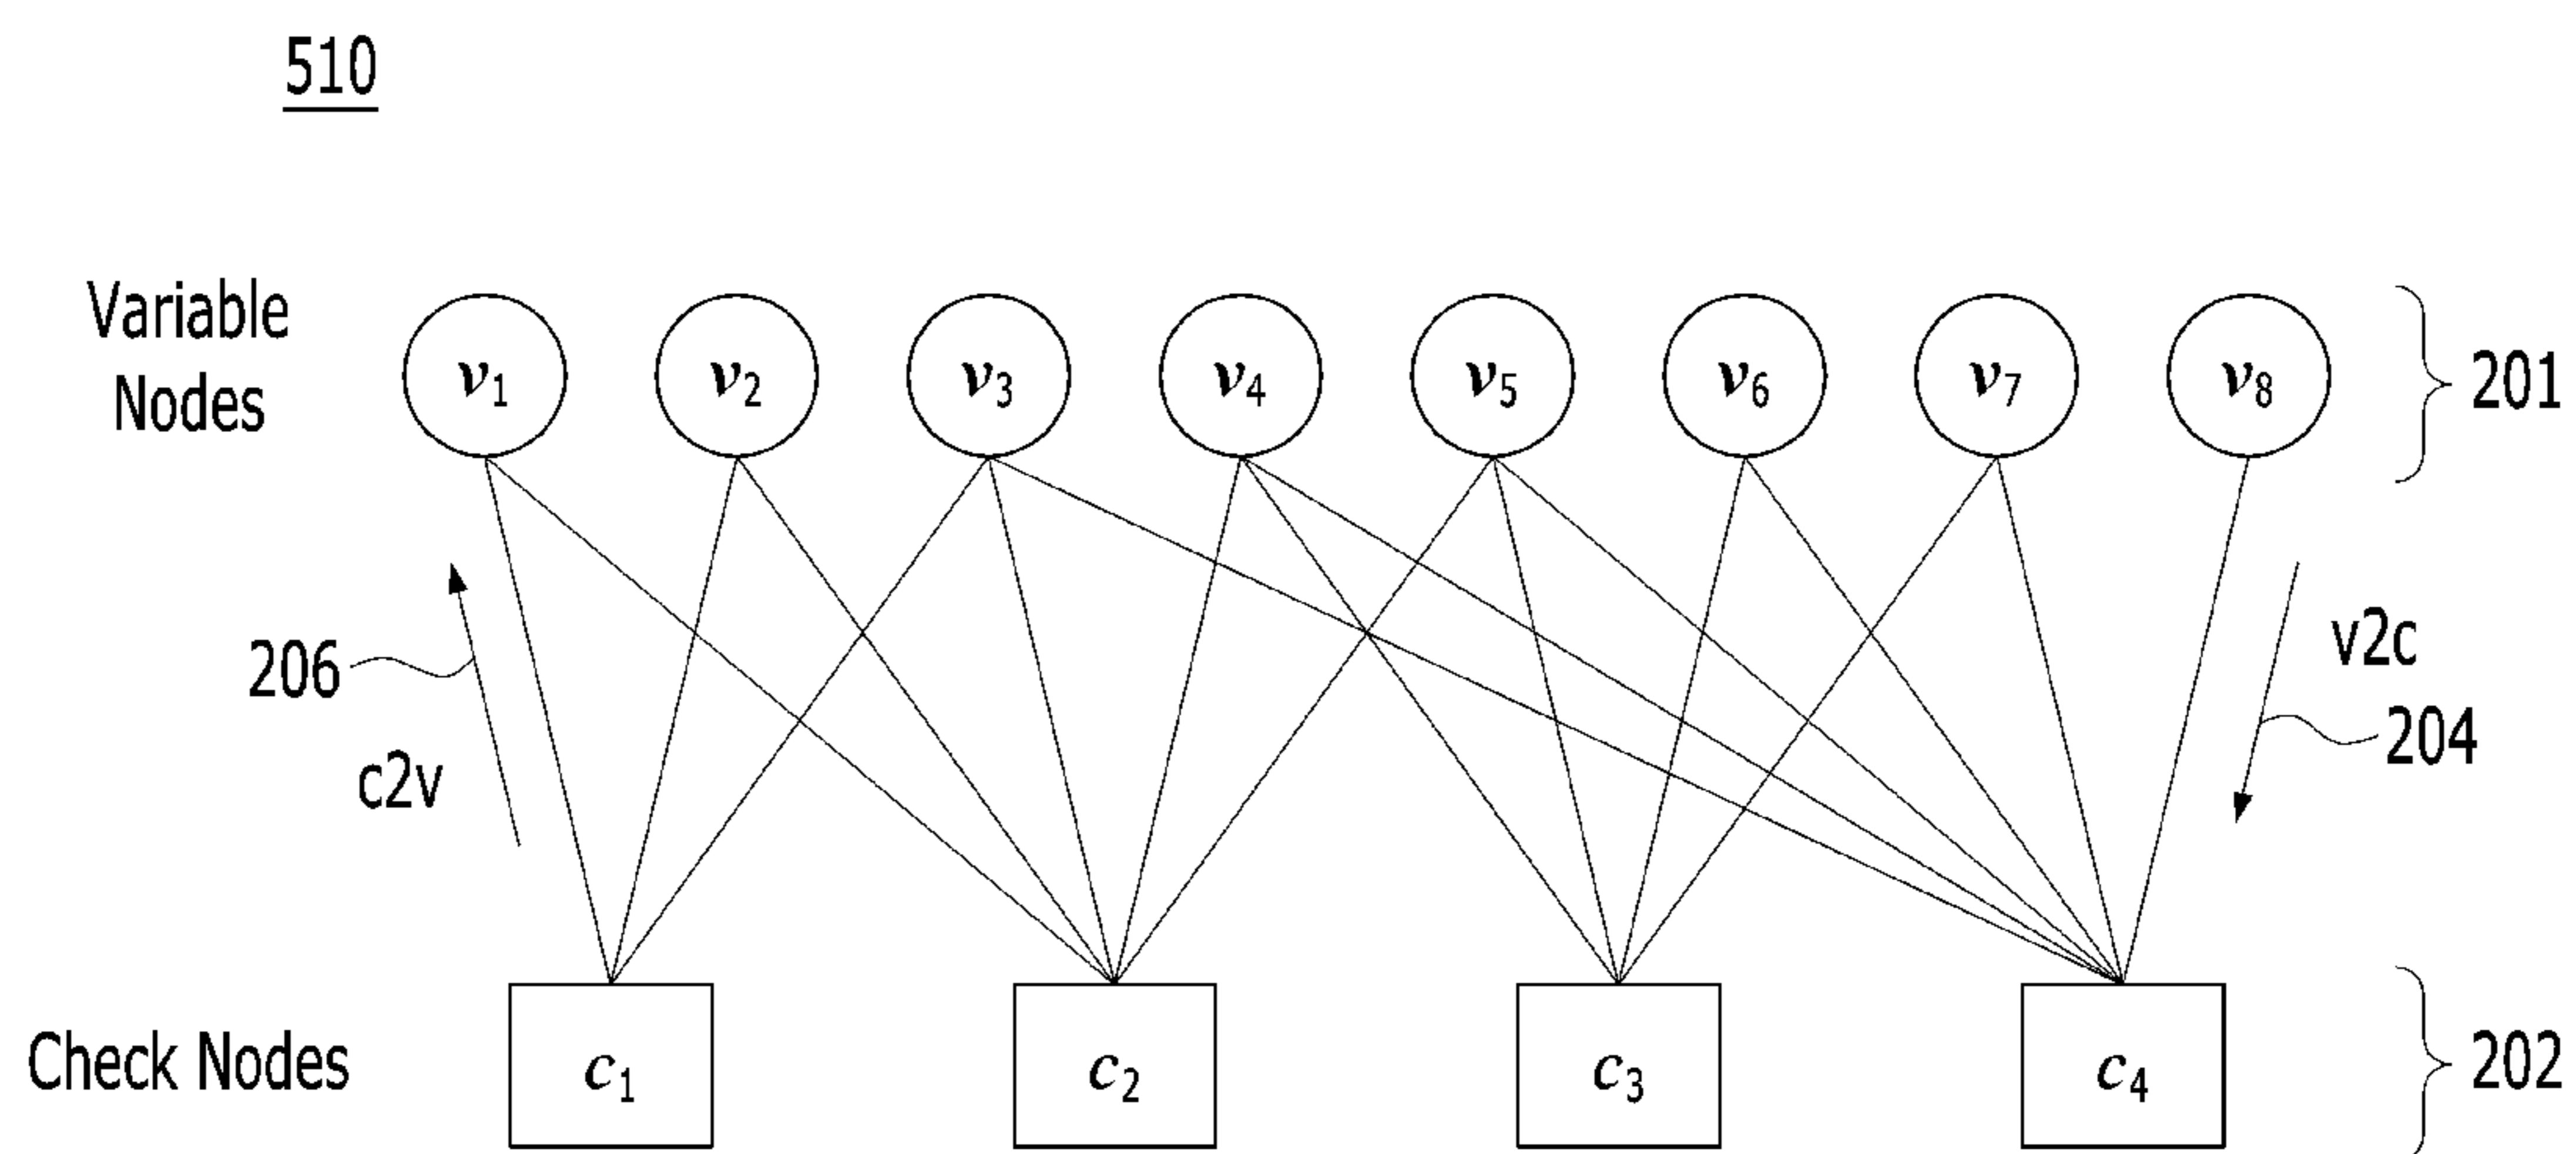 510
Variable
Nodes
v1 v2 v3 v4 v5 v6 v7 v8
201
206
c2v
v2c
204
Check Nodes
c1 c2 c3 c4
202